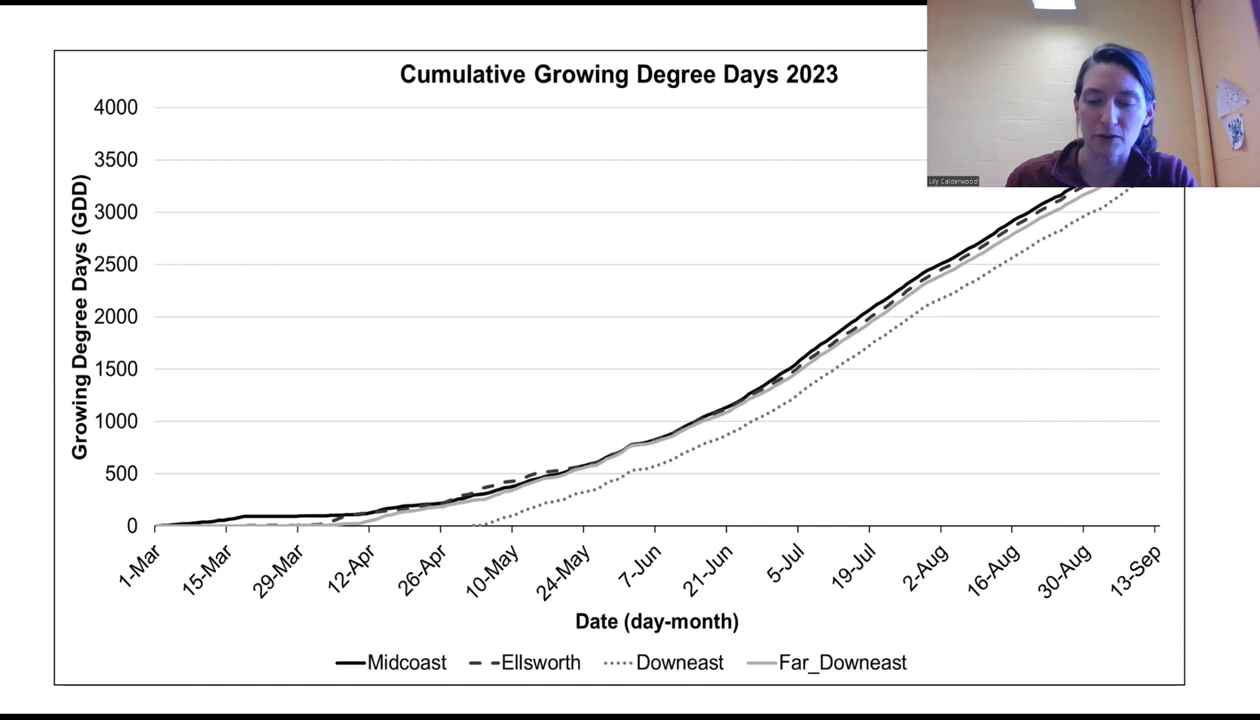 Cumulative Growing Degree Days 2023
Growing Degree Days (GDD)
4000
3500
3000
2500
2000
1500
1000
500
0
1-Mar
15-Mar
29-Mar
12-Apr
26-Apr
10-May
24-May
7-Jun
21-Jun
5-Jul
19-Jul
2-Aug
16-Aug
30-Aug
13-Sep
Date (day-month)
Midcoast Ellsworth Downeast Far_Downeast
Lily Calderwood